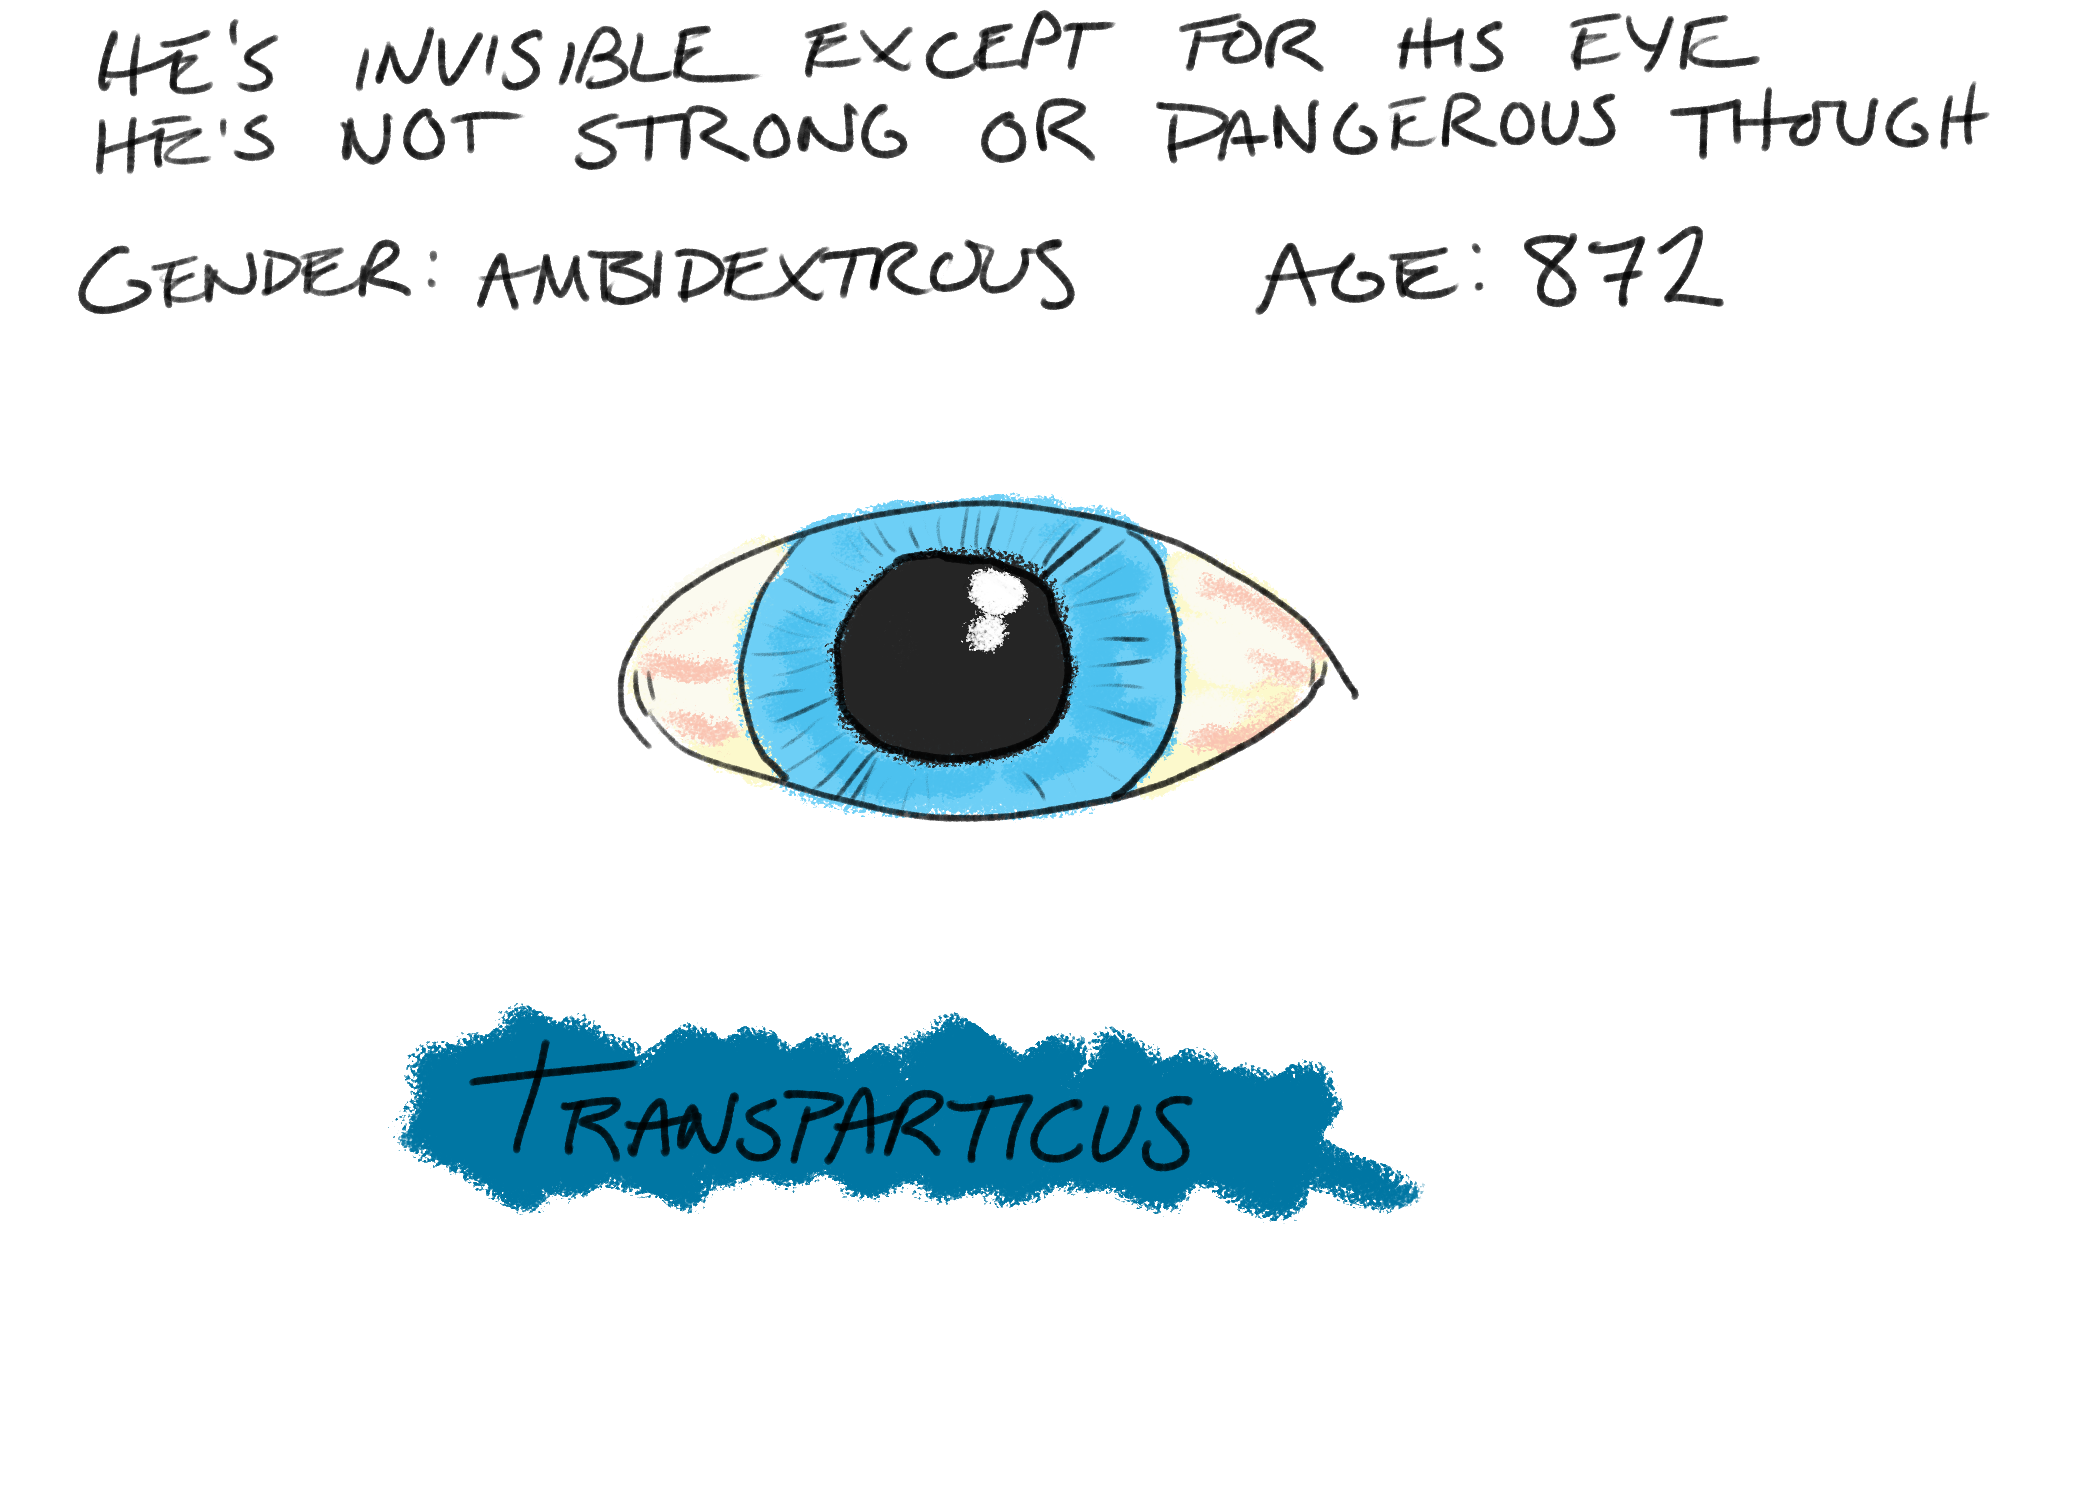 HE'S INVISIBLE EXCEPT FOR HIS EYE
HE'S NOT STRONG OR DANGEROUS THOUGH
GENDER: AMBIDEXTROUS AGE: 872
TRANSPARTICUS